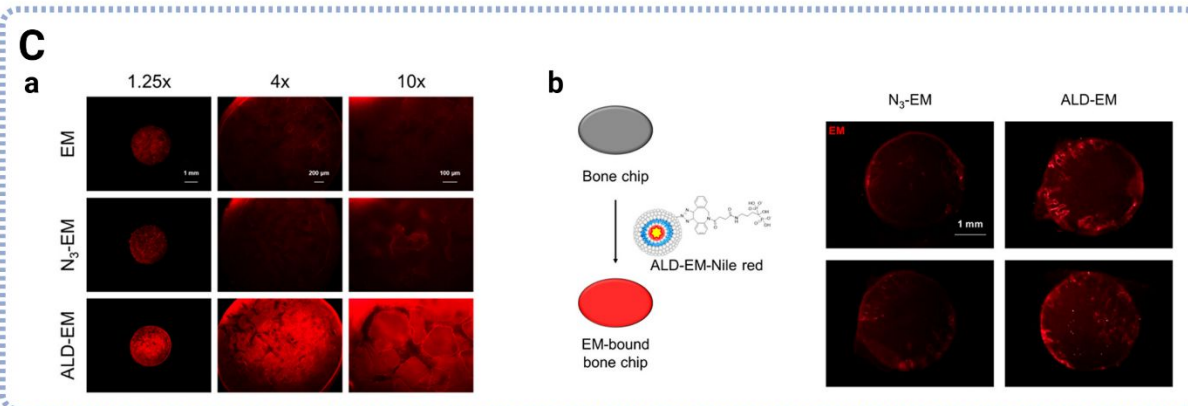 C
a
1.25x 4x 10x
EM
1 mm
200 µm
100 µm
N₃-EM
ALD-EM
b
Bone chip
ALD-EM-Nile red
EM-bound
bone chip
N₃-EM ALD-EM
EM
1 mm